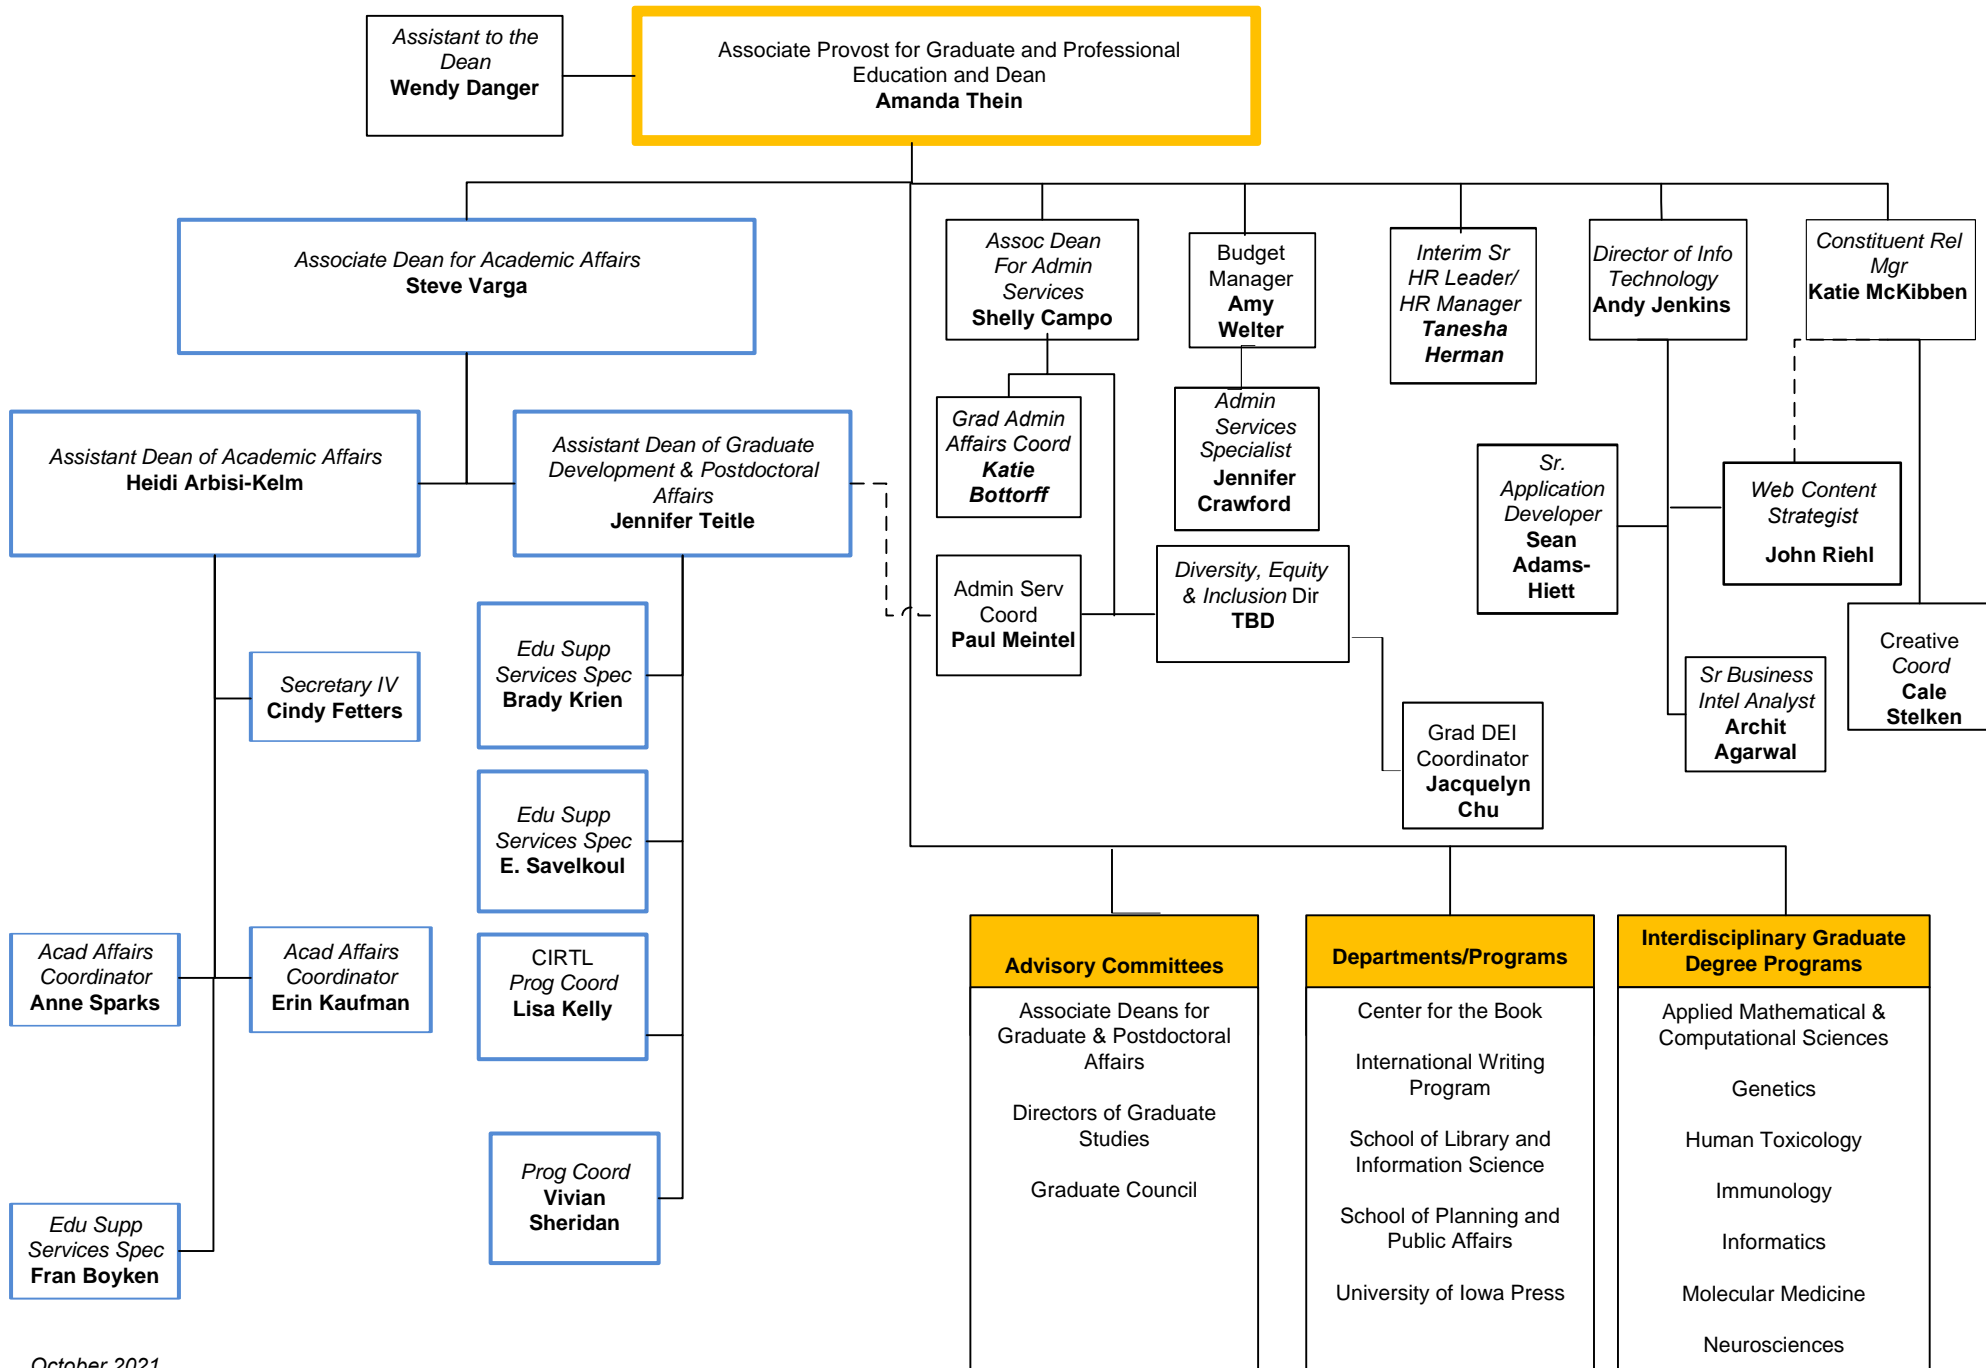 Assistant to the
Dean
Wendy Danger
Associate Provost for Graduate and Professional
Education and Dean
Amanda Thein
Associate Dean for Academic Affairs
Steve Varga
Assoc Dean
For Admin
Services
Shelly Campo
Budget
Manager
Amy
Welter
Interim Sr
HR Leader/
HR Manager
Tanesha
Herman
Director of Info
Technology
Andy Jenkins
Constituent Rel
Mgr
Katie McKibben
Assistant Dean of Academic Affairs
Heidi Arbisi-Kelm
Assistant Dean of Graduate
Development & Postdoctoral
Affairs
Jennifer Teitle
Grad Admin
Affairs Coord
Katie
Bottorff
Admin
Services
Specialist
Jennifer
Crawford
Sr.
Application
Developer
Sean
Adams-
Hiett
Web Content
Strategist
John Riehl
Admin Serv
Coord
Paul Meintel
Diversity, Equity
& Inclusion Dir
TBD
Creative
Coord
Cale
Stelken
Secretary IV
Cindy Fetters
Edu Supp
Services Spec
Brady Krien
Sr Business
Intel Analyst
Archit
Agarwal
Grad DEI
Coordinator
Jacquelyn
Chu
Edu Supp
Services Spec
E. Savelkoul
Acad Affairs
Coordinator
Anne Sparks
Acad Affairs
Coordinator
Erin Kaufman
CIRTL
Prog Coord
Lisa Kelly
Prog Coord
Vivian
Sheridan
Edu Supp
Services Spec
Fran Boyken
Advisory Committees
Associate Deans for
Graduate & Postdoctoral
Affairs
Directors of Graduate
Studies
Graduate Council
Departments/Programs
Center for the Book
International Writing
Program
School of Library and
Information Science
School of Planning and
Public Affairs
University of Iowa Press
Interdisciplinary Graduate
Degree Programs
Applied Mathematical &
Computational Sciences
Genetics
Human Toxicology
Immunology
Informatics
Molecular Medicine
Neurosciences
October 2021